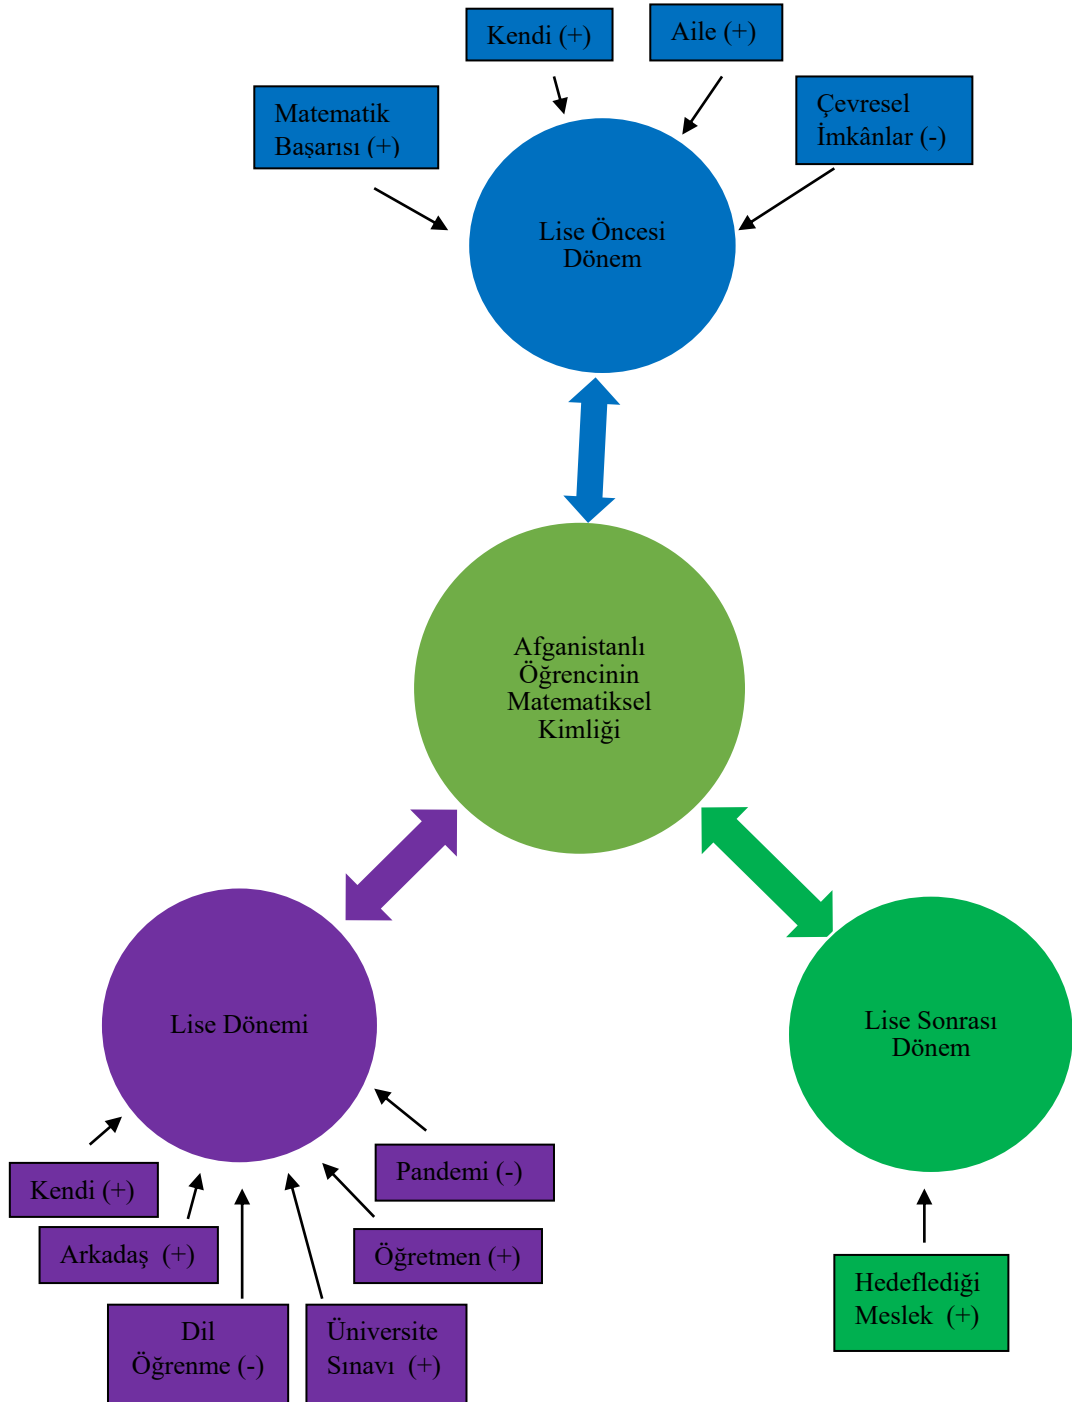 Kendi (+)
Aile (+)
Matematik
Başarısı (+)
Çevresel
İmkânlar (-)
Lise Öncesi
Dönem
Afganistanlı
Öğrencinin
Matematiksel
Kimliği
Lise Dönemi
Lise Sonrası
Dönem
Pandemi (-)
Kendi (+)
Arkadaş (+)
Öğretmen (+)
Dil
Öğrenme (-)
Üniversite
Sınavı (+)
Hedeflediği
Meslek (+)